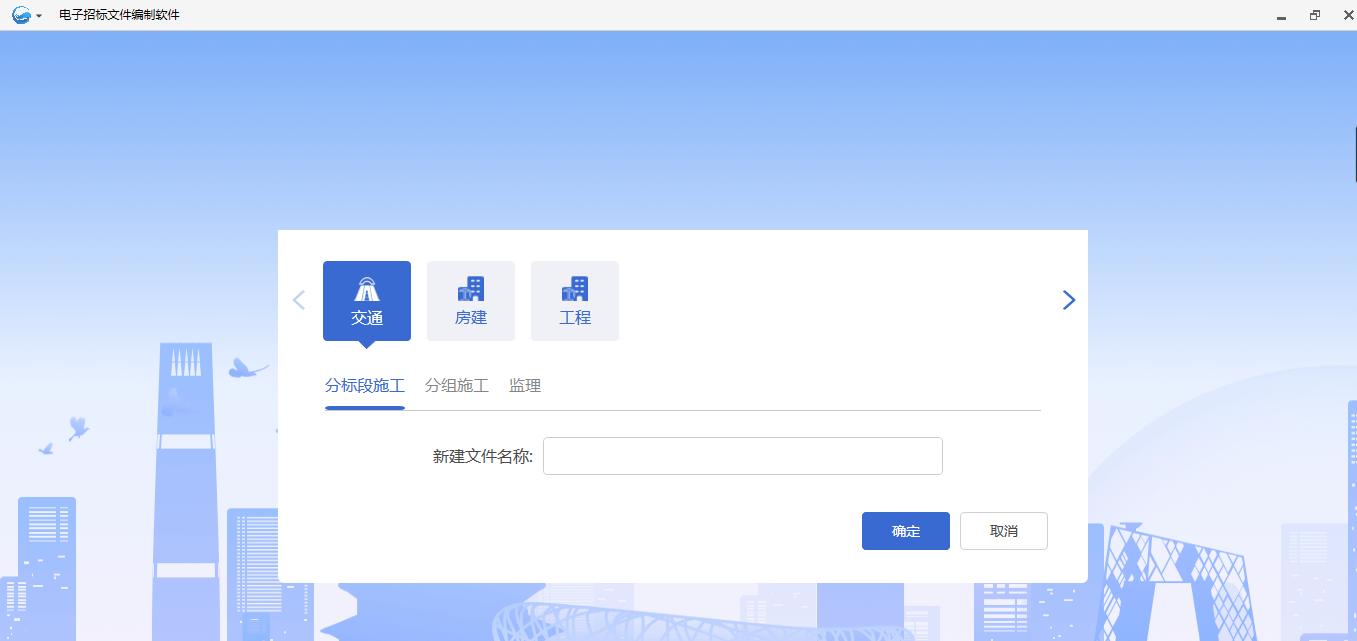 电子招标文件编制软件
交通
房建
工程
分标段施工
分组施工
监理
新建文件名称:
确定
取消